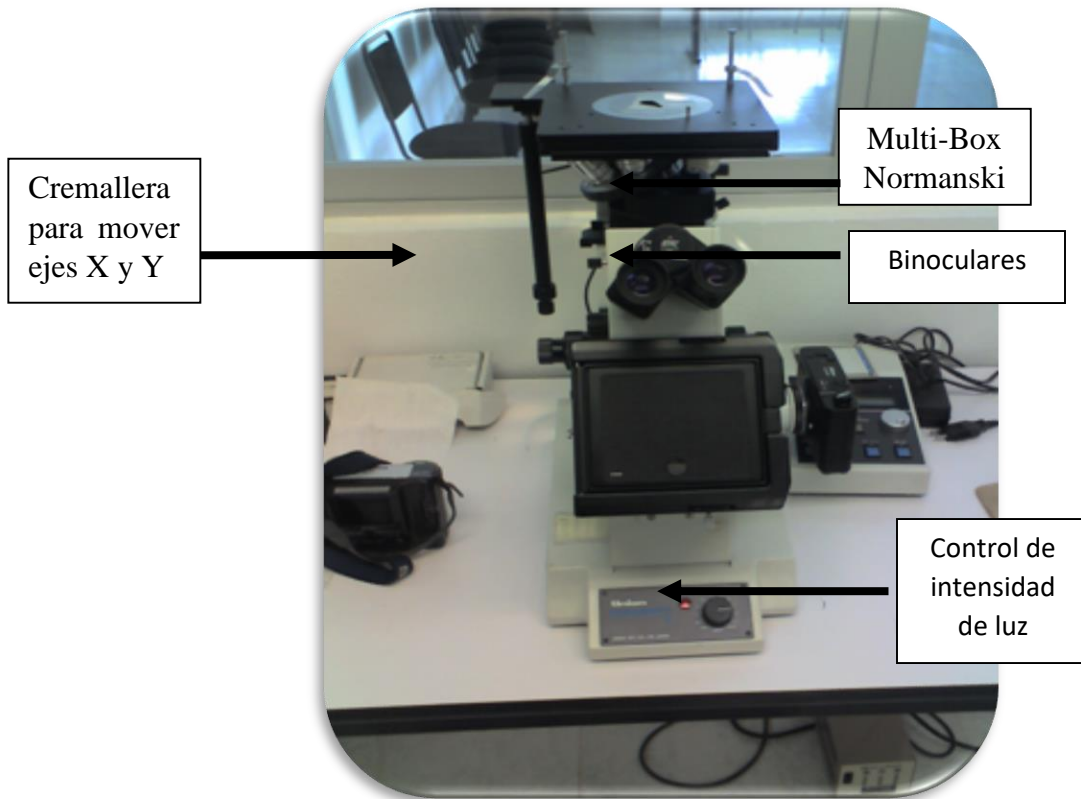 Multi-Box
Normanski
Cremallera
para mover
ejes X y Y
Binoculares
Control de
intensidad
de luz